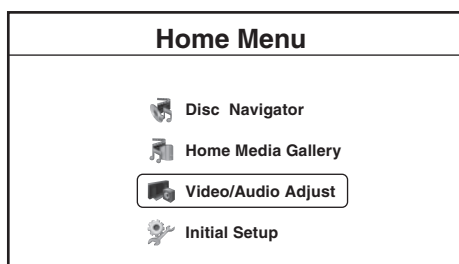 Home Menu
Disc Navigator
Home Media Gallery
Video/Audio Adjust
Initial Setup